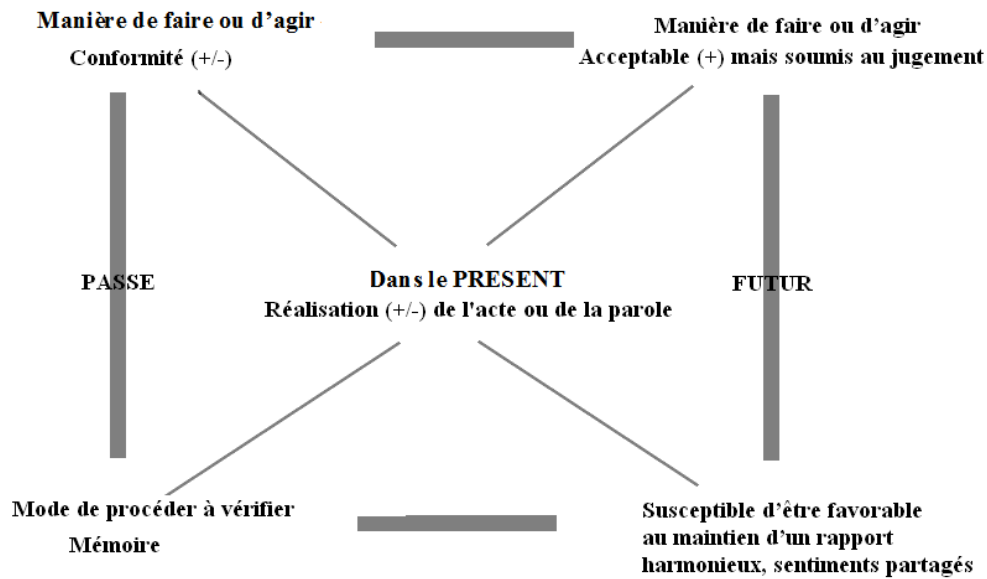 Manière de faire ou d'agir
Conformité (+/-)
Manière de faire ou d'agir
Acceptable (+) mais soumis au jugement
PASSE
Dans le PRESENT
Réalisation (+/-) de l'acte ou de la parole
FUTUR
Mode de procéder à vérifier
Mémoire
Susceptible d'être favorable
au maintien d'un rapport
harmonieux, sentiments partagés